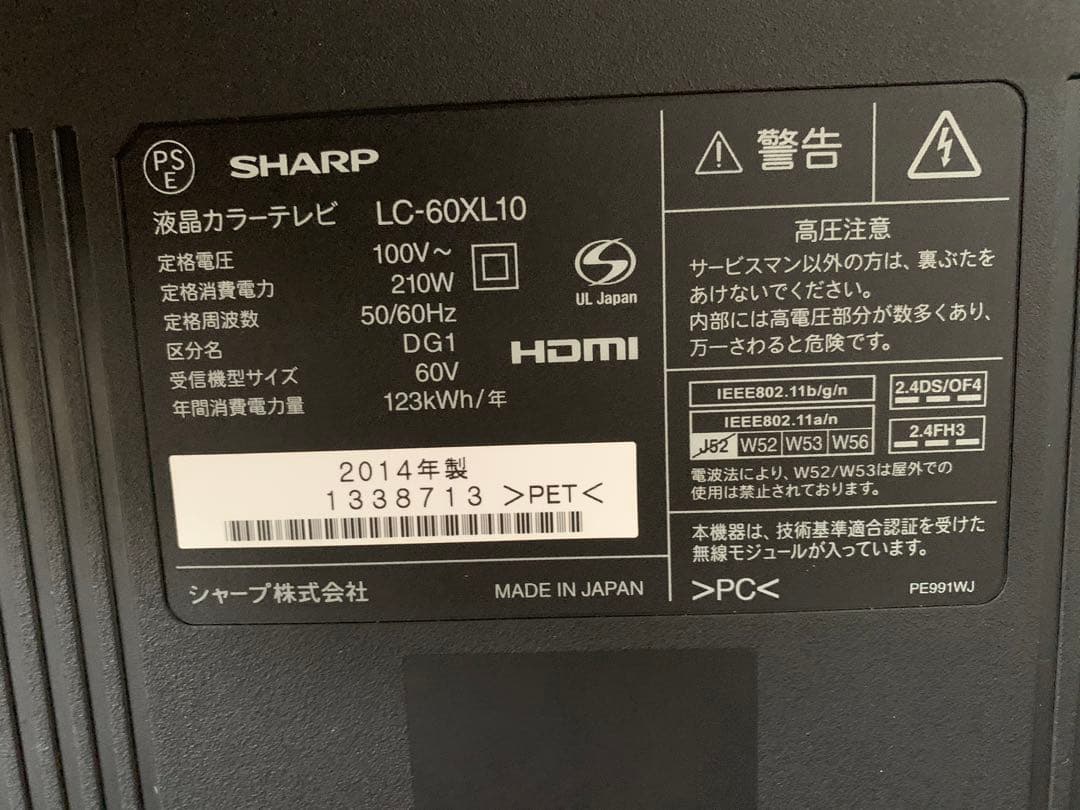 PS
E
SHARP
液晶カラーテレビ LC-60XL10
定格電圧 100V～
定格消費電力 210W
定格周波数 50/60Hz
区分名 DG1
受信機型サイズ 60V
年間消費電力量 123kWh/年
S
UL Japan
HDMI
2014年製
1338713 >PET<
シャープ株式会社 MADE IN JAPAN
警告
高圧注意
サービスマン以外の方は、裏ぶたを
あけないでください。
内部には高電圧部分が数多くあり、
万一さわると危険です。
IEEE802.11b/g/n
IEEE802.11a/n
J52 W52 W53 W56
2.4DS/OF4
2.4FH3
電波法により、W52/W53は屋外での
使用は禁止されております。
本機器は、技術基準適合認証を受けた
無線モジュールが入っています。
>PC< PE991WJ